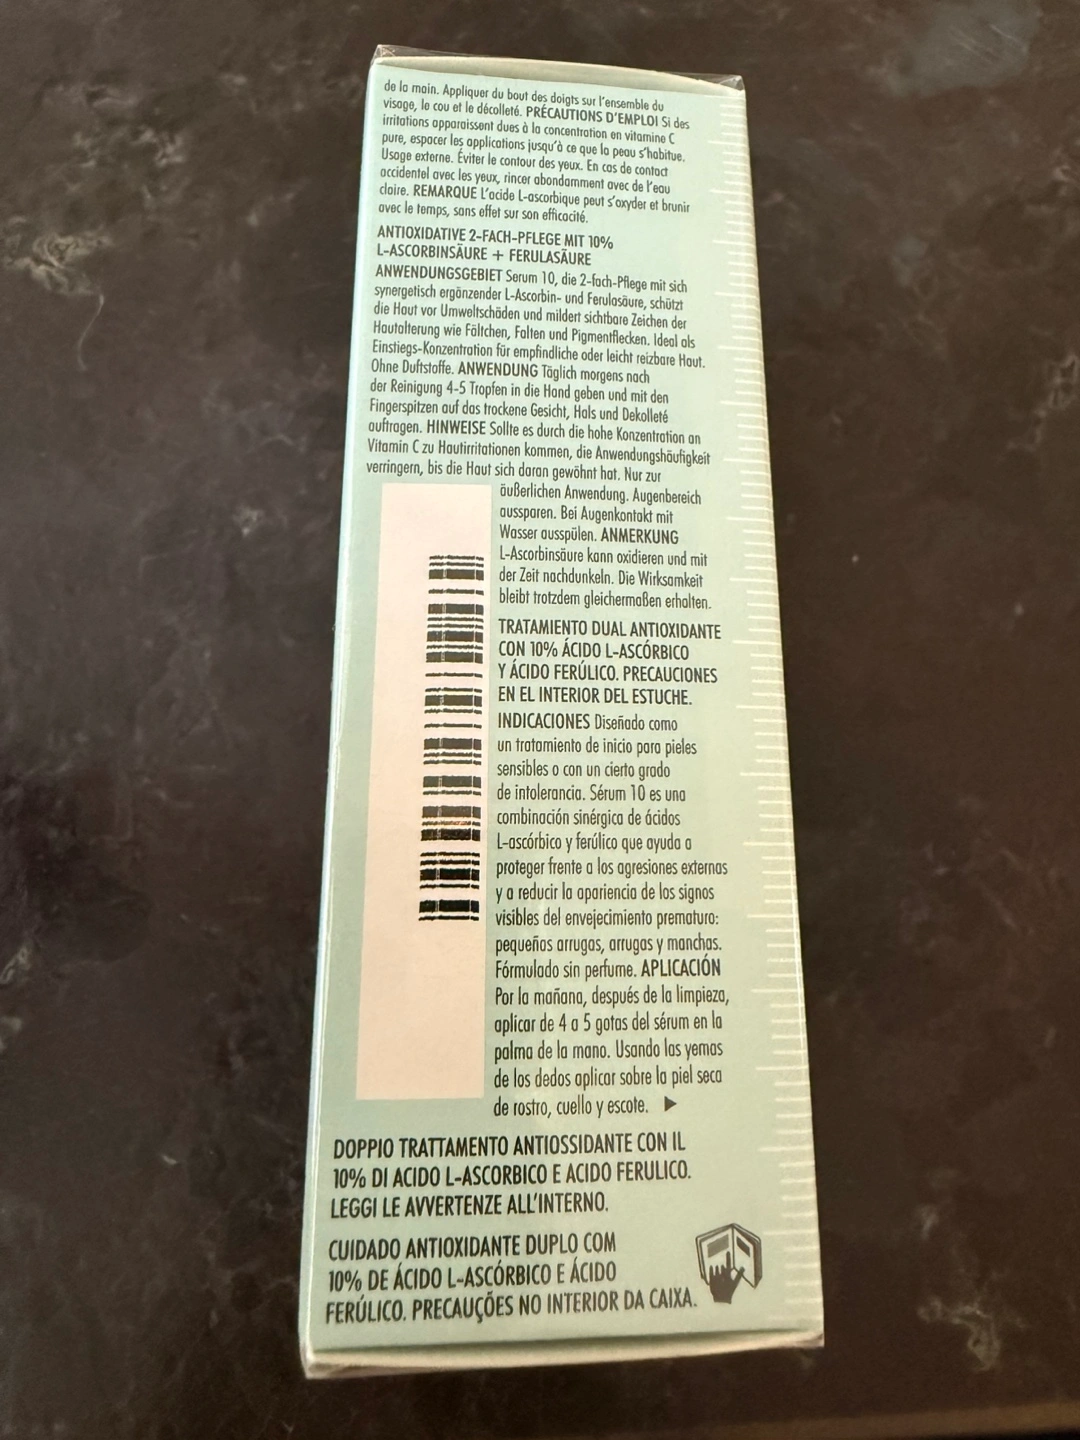 de la main. Appliquer du bout des doigts sur l'ensemble du
visage, le cou et le décolleté. PRÉCAUTIONS D'EMPLOI Si des
irritations apparaissent dues à la concentration en vitamine C
pure, espacer les applications jusqu'à ce que la peau s'habitue.
Usage externe. Éviter le contour des yeux. En cas de contact
accidentel avec les yeux, rincer abondamment avec de l'eau
claire. REMARQUE L'acide L-ascorbique peut s'oxyder et brunir
avec le temps, sans effet sur son efficacité.
ANTIOXIDATIVE 2-FACH-PFLEGE MIT 10%
L-ASCORBINSÄURE + FERULASÄURE
ANWENDUNGSGEBIET Serum 10, die 2-fach-Pflege mit sich
synergetisch ergänzender L-Ascorbin- und Ferulasäure, schützt
die Haut vor Umweltschäden und mildert sichtbare Zeichen der
Hautalterung wie Fältchen, Falten und Pigmentflecken. Ideal als
Einstiegs-Konzentration für empfindliche oder leicht reizbare Haut.
Ohne Duftstoffe. ANWENDUNG Täglich morgens nach
der Reinigung 4-5 Tropfen in die Hand geben und mit den
Fingerspitzen auf das trockene Gesicht, Hals und Dekolleté
auftragen. HINWEISE Sollte es durch die hohe Konzentration an
Vitamin C zu Hautirritationen kommen, die Anwendungshäufigkeit
verringern, bis die Haut sich daran gewöhnt hat. Nur zur
äußerlichen Anwendung. Augenbereich
aussparen. Bei Augenkontakt mit
Wasser ausspülen. ANMERKUNG
L-Ascorbinsäure kann oxidieren und mit
der Zeit nachdunkeln. Die Wirksamkeit
bleibt trotzdem gleichermaßen erhalten.
TRATAMIENTO DUAL ANTIOXIDANTE
CON 10% ÁCIDO L-ASCÓRBICO
Y ÁCIDO FERÚLICO. PRECAUCIONES
EN EL INTERIOR DEL ESTUCHE.
INDICACIONES Diseñado como
un tratamiento de inicio para pieles
sensibles o con un cierto grado
de intolerancia. Sérum 10 es una
combinación sinérgica de ácidos
L-ascórbico y ferúlico que ayuda a
proteger frente a los agresiones externas
y a reducir la apariencia de los signos
visibles del envejecimiento prematuro:
pequeñas arrugas, arrugas y manchas.
Fórmulado sin perfume. APLICACIÓN
Por la mañana, después de la limpieza,
aplicar de 4 a 5 gotas del sérum en la
palma de la mano. Usando las yemas
de los dedos aplicar sobre la piel seca
de rostro, cuello y escote. ▶
DOPPIO TRATTAMENTO ANTIOSSIDANTE CON IL
10% DI ACIDO L-ASCORBICO E ACIDO FERULICO.
LEGGI LE AVVERTENZE ALL'INTERNO.
CUIDADO ANTIOXIDANTE DUPLO COM
10% DE ÁCIDO L-ASCÓRBICO E ÁCIDO
FERÚLICO. PRECAUÇÕES NO INTERIOR DA CAIXA.